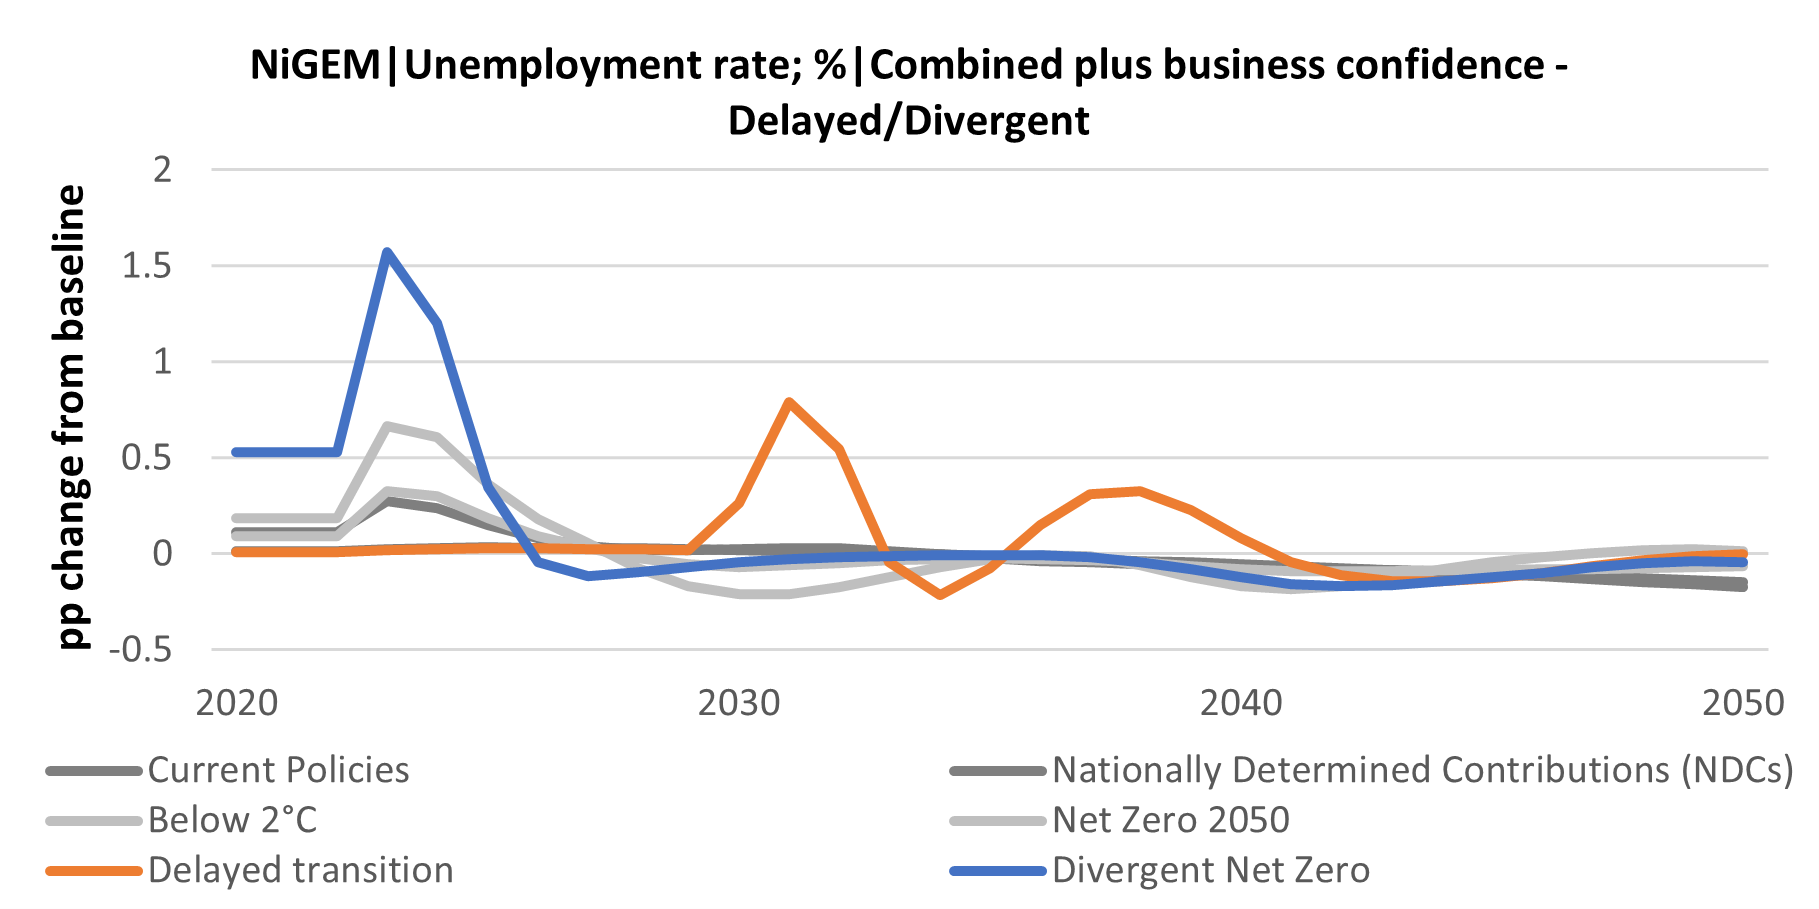 NiGEM|Unemployment rate; %|Combined plus business confidence -
Delayed/Divergent
pp change from baseline
2
1.5
1
0.5
0
-0.5
2020 2030 2040 2050
Current Policies Nationally Determined Contributions (NDCs)
Below 2°C Net Zero 2050
Delayed transition Divergent Net Zero